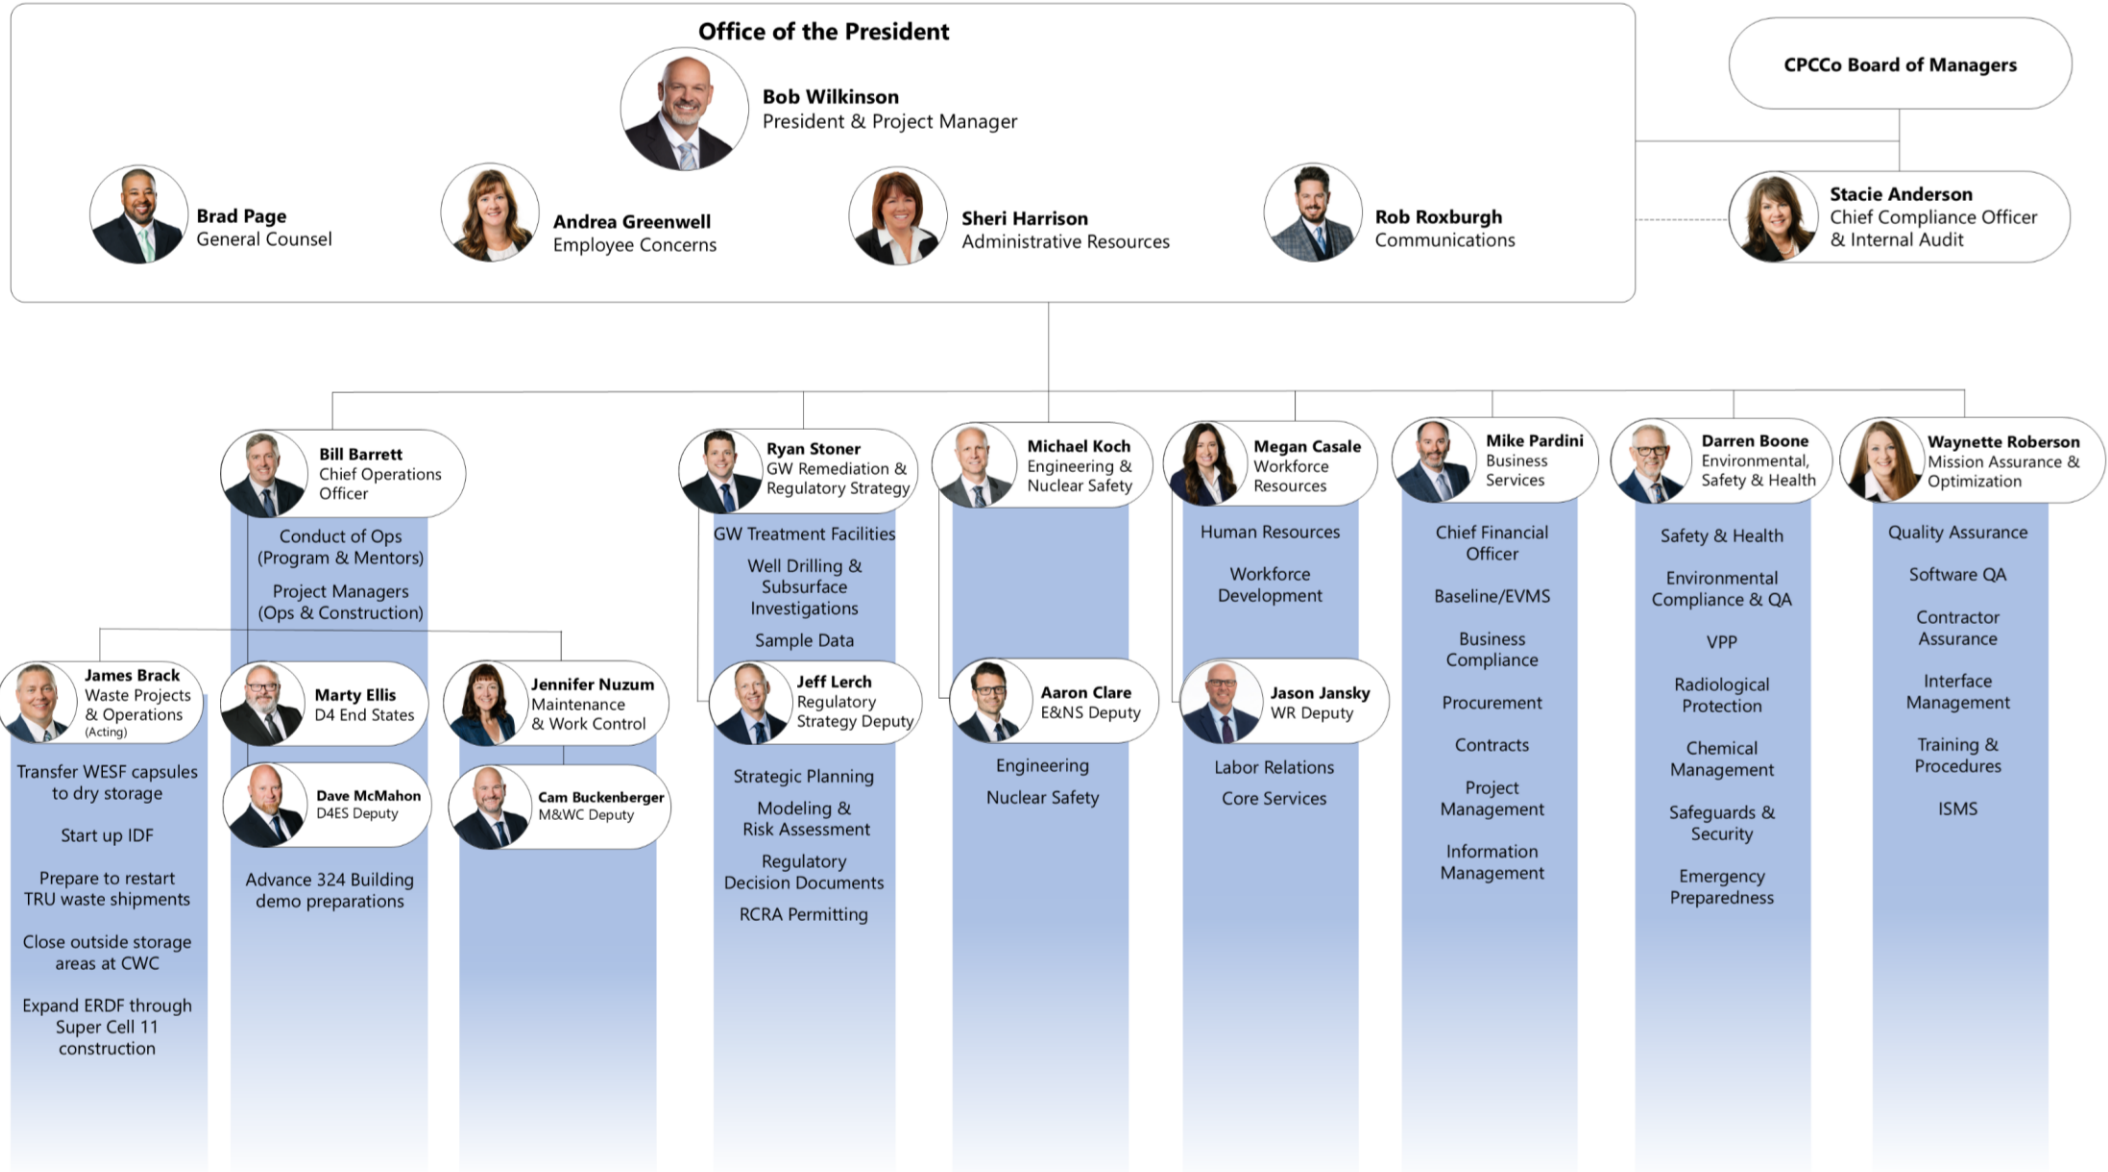 Office of the President
Bob Wilkinson
President & Project Manager
Brad Page
General Counsel
Andrea Greenwell
Employee Concerns
Sheri Harrison
Administrative Resources
Rob Roxburgh
Communications
CPCCo Board of Managers
Stacie Anderson
Chief Compliance Officer
& Internal Audit
Bill Barrett
Chief Operations
Officer
Conduct of Ops
(Program & Mentors)
Project Managers
(Ops & Construction)
James Brack
Waste Projects
& Operations
(Acting)
Transfer WESF capsules
to dry storage
Start up IDF
Prepare to restart
TRU waste shipments
Close outside storage
areas at CWC
Expand ERDF through
Super Cell 11
construction
Marty Ellis
D4 End States
Dave McMahon
D4ES Deputy
Advance 324 Building
demo preparations
Jennifer Nuzum
Maintenance
& Work Control
Cam Buckenberger
M&WC Deputy
Ryan Stoner
GW Remediation &
Regulatory Strategy
GW Treatment Facilities
Well Drilling &
Subsurface
Investigations
Sample Data
Jeff Lerch
Regulatory
Strategy Deputy
Strategic Planning
Modeling &
Risk Assessment
Regulatory
Decision Documents
RCRA Permitting
Michael Koch
Engineering &
Nuclear Safety
Aaron Clare
E&NS Deputy
Engineering
Nuclear Safety
Megan Casale
Workforce
Resources
Human Resources
Workforce
Development
Jason Jansky
WR Deputy
Labor Relations
Core Services
Mike Pardini
Business
Services
Chief Financial
Officer
Baseline/EVMS
Business
Compliance
Procurement
Contracts
Project
Management
Information
Management
Darren Boone
Environmental,
Safety & Health
Safety & Health
Environmental
Compliance & QA
VPP
Radiological
Protection
Chemical
Management
Safeguards &
Security
Emergency
Preparedness
Waynette Roberson
Mission Assurance &
Optimization
Quality Assurance
Software QA
Contractor
Assurance
Interface
Management
Training &
Procedures
ISMS